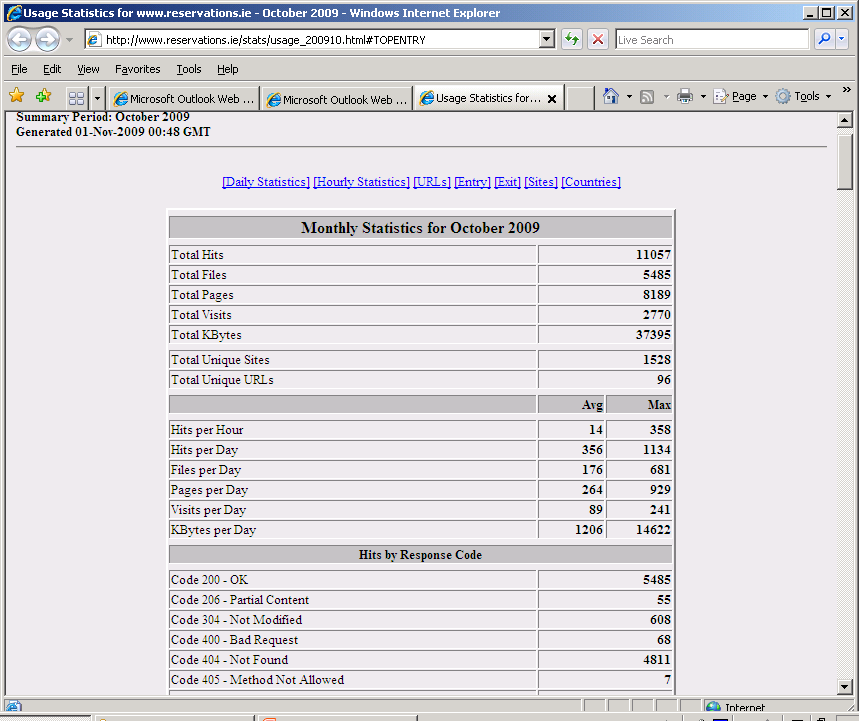 Usage Statistics for www.reservations.ie - October 2009 - Windows Internet Explorer
http://www.reservations.ie/stats/usage_200910.html#TOPENTRY
Live Search
File Edit View Favorites Tools Help
Microsoft Outlook Web ... Microsoft Outlook Web ... Usage Statistics for... Page Tools
Summary Period: October 2009
Generated 01-Nov-2009 00:48 GMT
[Daily Statistics] [Hourly Statistics] [URLs] [Entry] [Exit] [Sites] [Countries]
Monthly Statistics for October 2009
Total Hits 11057
Total Files 5485
Total Pages 8189
Total Visits 2770
Total KBytes 37395
Total Unique Sites 1528
Total Unique URLs 96
Avg Max
Hits per Hour 14 358
Hits per Day 356 1134
Files per Day 176 681
Pages per Day 264 929
Visits per Day 89 241
KBytes per Day 1206 14622
Hits by Response Code
Code 200 - OK 5485
Code 206 - Partial Content 55
Code 304 - Not Modified 608
Code 400 - Bad Request 68
Code 404 - Not Found 4811
Code 405 - Method Not Allowed 7
Internet